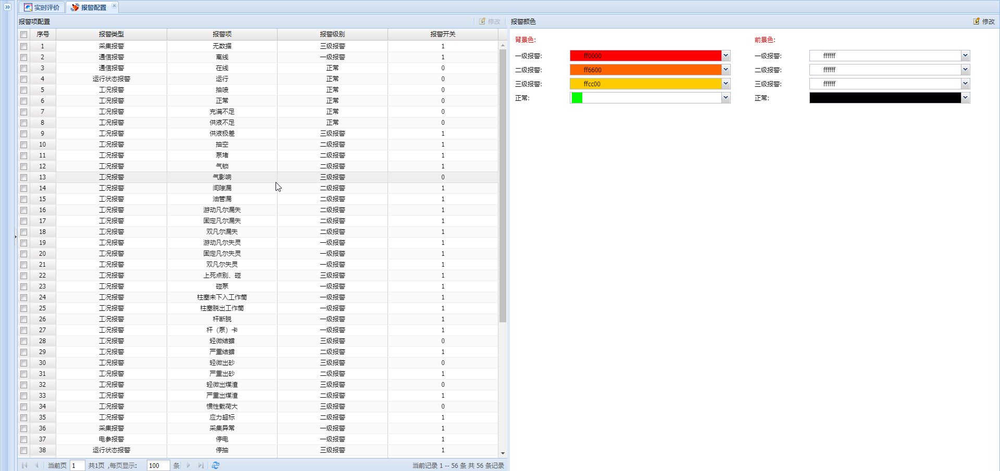 实时评价 报警配置
报警项配置 修改 报警颜色 修改
序号 报警类型 报警项 报警级别 报警开关
1 采集报警 无数据 三级报警 1
2 通信报警 离线 一级报警 1
3 通信报警 在线 正常 0
4 运行状态报警 运行 正常 0
5 工况报警 抽喷 正常 0
6 工况报警 正常 正常 0
7 工况报警 充满不足 正常 0
8 工况报警 供液不足 正常 0
9 工况报警 供液极差 三级报警 1
10 工况报警 抽空 二级报警 1
11 工况报警 泵堵 二级报警 1
12 工况报警 气锁 二级报警 1
13 工况报警 气影响 三级报警 0
14 工况报警 间隙漏 二级报警 1
15 工况报警 油管漏 二级报警 1
16 工况报警 游动凡尔漏失 二级报警 1
17 工况报警 固定凡尔漏失 二级报警 1
18 工况报警 双凡尔漏失 二级报警 1
19 工况报警 游动凡尔失灵 一级报警 1
20 工况报警 固定凡尔失灵 一级报警 1
21 工况报警 双凡尔失灵 一级报警 1
22 工况报警 上死点别、碰 三级报警 1
23 工况报警 碰泵 一级报警 1
24 工况报警 柱塞未下入工作筒 一级报警 1
25 工况报警 柱塞脱出工作筒 一级报警 1
26 工况报警 杆断脱 一级报警 1
27 工况报警 杆（泵）卡 一级报警 1
28 工况报警 轻微结蜡 三级报警 0
29 工况报警 严重结蜡 二级报警 1
30 工况报警 轻微出砂 三级报警 0
31 工况报警 严重出砂 二级报警 1
32 工况报警 轻微出煤渣 三级报警 0
33 工况报警 严重出煤渣 二级报警 1
34 工况报警 惯性载荷大 三级报警 0
35 工况报警 应力超标 二级报警 1
36 采集报警 采集异常 一级报警 1
37 电参报警 停电 一级报警 1
38 运行状态报警 停抽 三级报警 1
当前页 1 共1页 ,每页显示: 100 条 当前记录 1 -- 56 条 共 56 条记录
背景色: 前景色:
一级报警: ff0000 一级报警: ffffff
二级报警: ff6600 二级报警: ffffff
三级报警: ffcc00 三级报警: ffffff
正常: 正常: